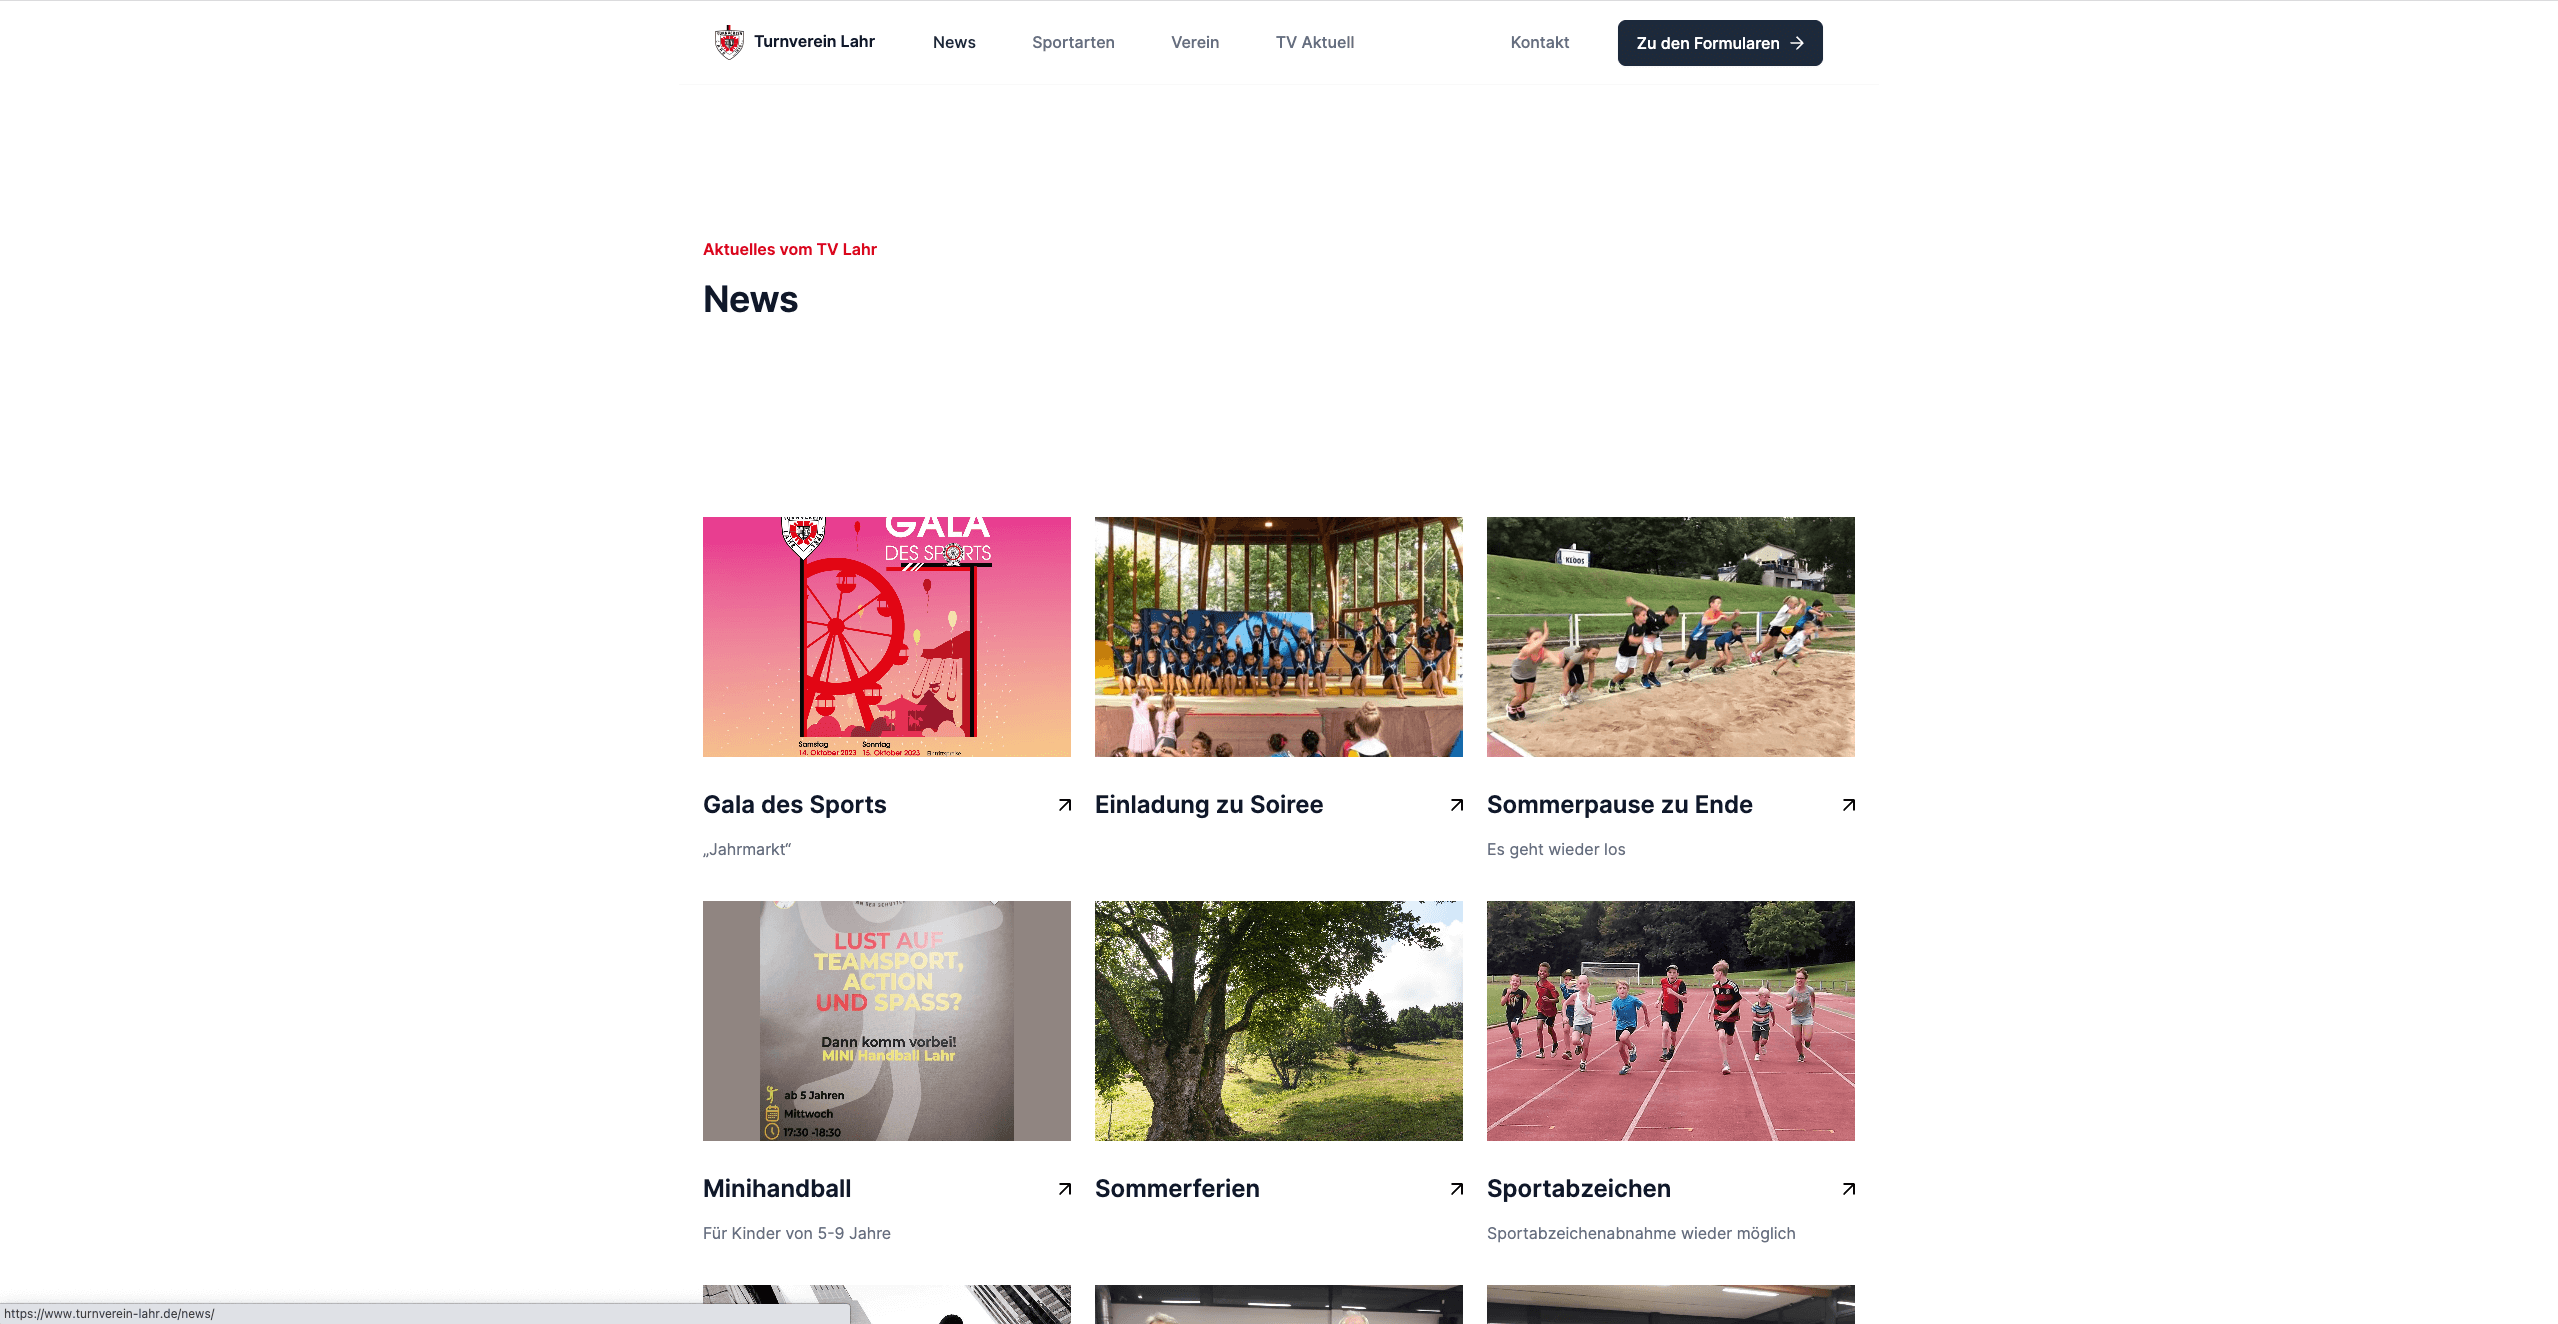 Turnverein Lahr
News
Sportarten
Verein
TV Aktuell
Kontakt
Zu den Formularen
Aktuelles vom TV Lahr
News
TURNVEREIN
GALA
DES SPORTS
Samstag
14. Oktober 2023
Sonntag
15. Oktober 2023
KLOOS
Gala des Sports
Einladung zu Soiree
Sommerpause zu Ende
„Jahrmarkt“
Es geht wieder los
LUST AUF
TEAMSPORT,
ACTION
UND SPASS?
Dann komm vorbei!
MINI Handball Lahr
ab 5 Jahren
Mittwoch
17:30 -18:30
Minihandball
Sommerferien
Sportabzeichen
Für Kinder von 5-9 Jahre
Sportabzeichenabnahme wieder möglich
https://www.turnverein-lahr.de/news/